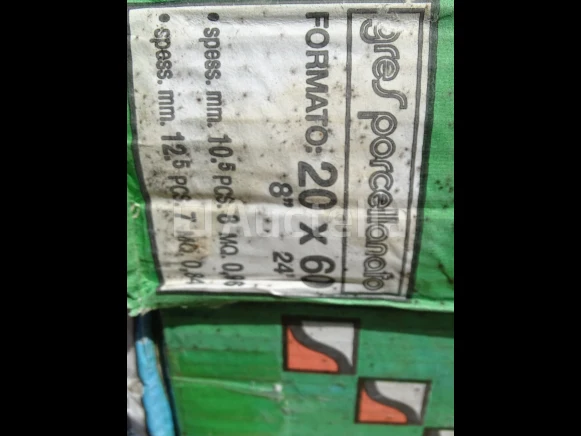 gres porcellanato
FORMATO: 20 x 60
8" 24"
• spess. mm. 10.5 PCS. 8 MQ. 0,96
• spess. mm. 12.5 PCS. 7 MQ. 0,84